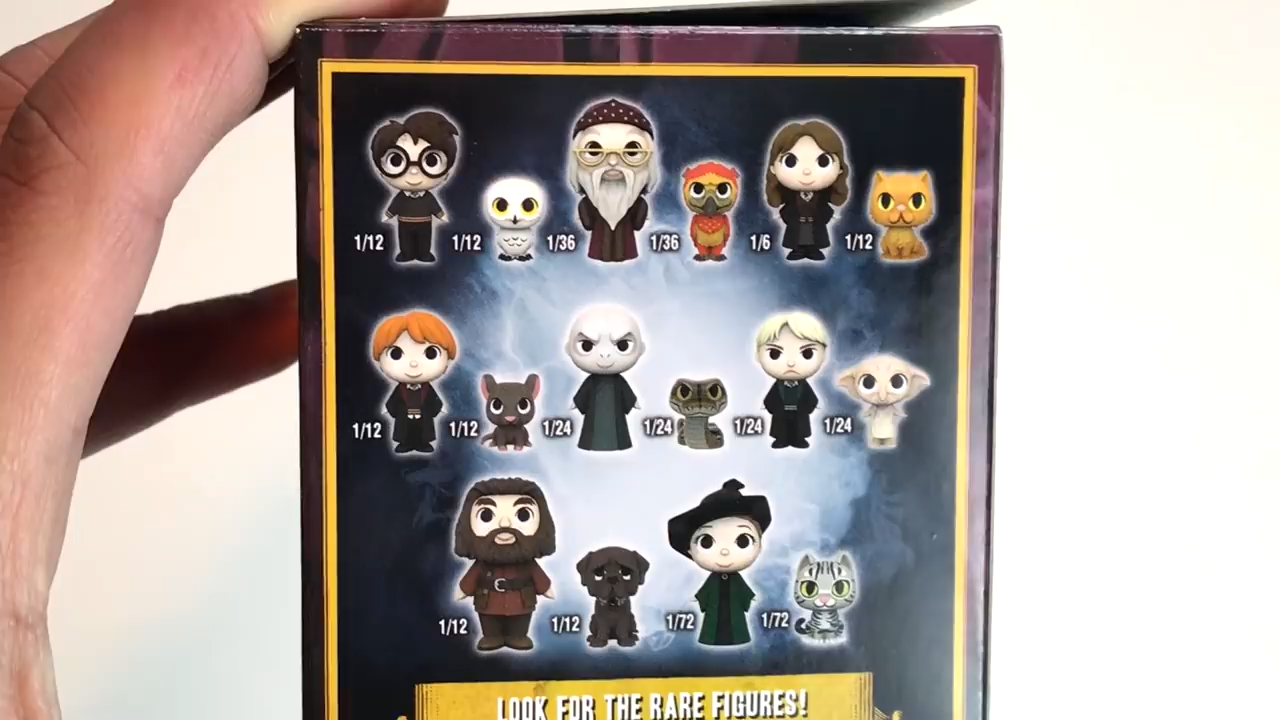 1/12 1/12 1/36 1/36 1/6 1/12
1/12 1/12 1/24 1/24 1/24 1/24
1/12 1/12 1/72 1/72
LOOK FOR THE RARE FIGURES!